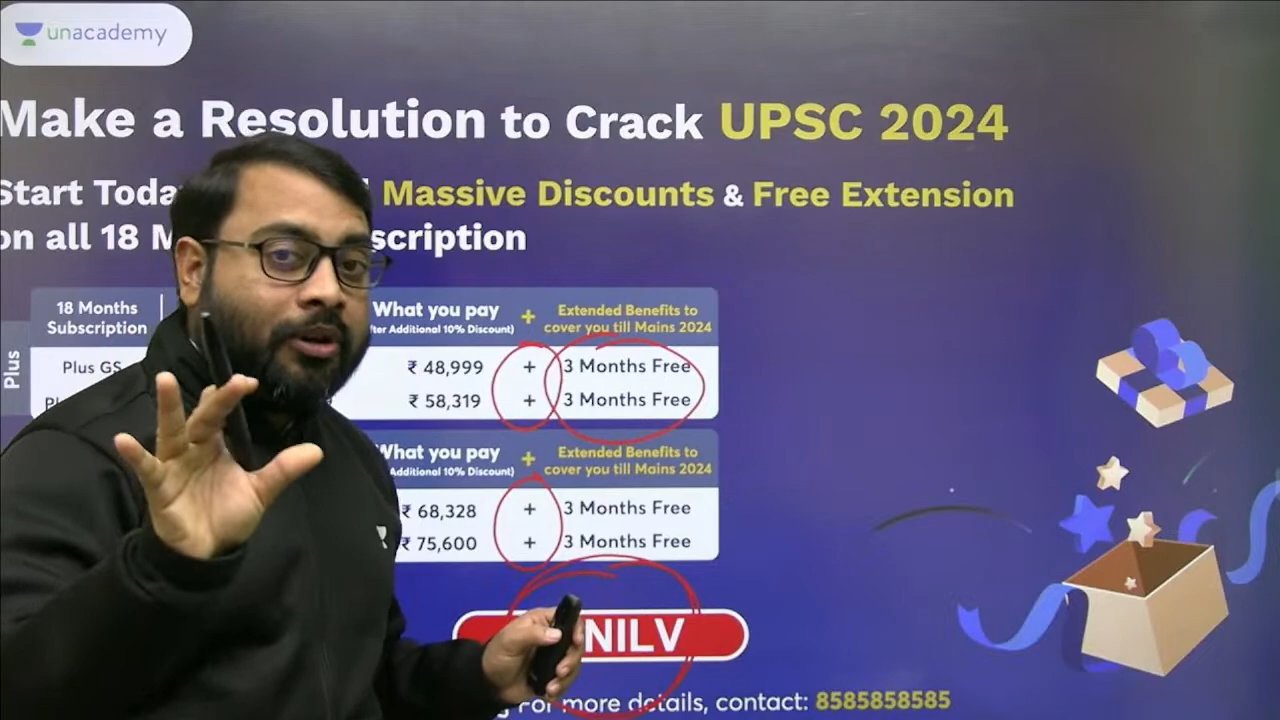 unacademy
Make a Resolution to Crack UPSC 2024
Start Massive Discounts & Free Extension
on all 18
18 Months Subscription
What you pay + Extended Benefits to cover you till Mains 2024
Additional 10% Discount)
Plus
Plus GS ₹ 48,999 + 3 Months Free
₹ 58,319 + 3 Months Free
What you pay + Extended Benefits to cover you till Mains 2024
Additional 10% Discount)
₹ 68,328 + 3 Months Free
₹ 75,600 + 3 Months Free
NILV
For more details, contact: 8585858585